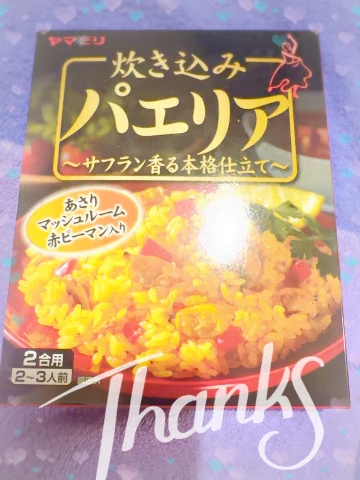 ヤマモリ
炊き込み
パエリア
～サフラン香る本格仕立て～
あさり
マッシュルーム
赤ピーマン入り
2合用
2～3人前
Thanks